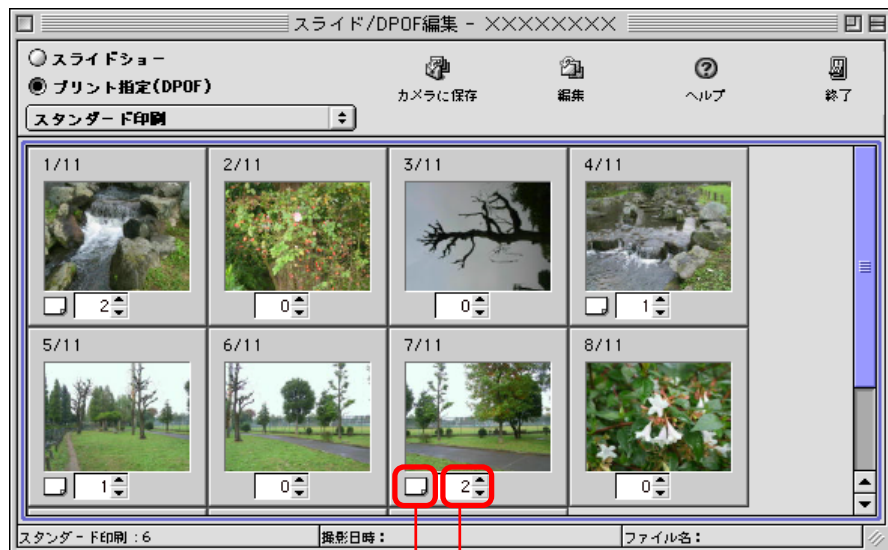 スライド/DPOF編集 - XXXXXXXX
スライドショー
プリント指定(DPOF)
スタンダード印刷
カメラに保存
編集
ヘルプ
終了
1/11
2/11
3/11
4/11
2
0
0
1
5/11
6/11
7/11
8/11
1
0
2
0
スタンダード印刷:6
撮影日時:
ファイル名: